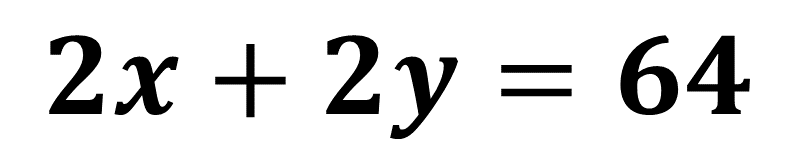 2x + 2y = 64